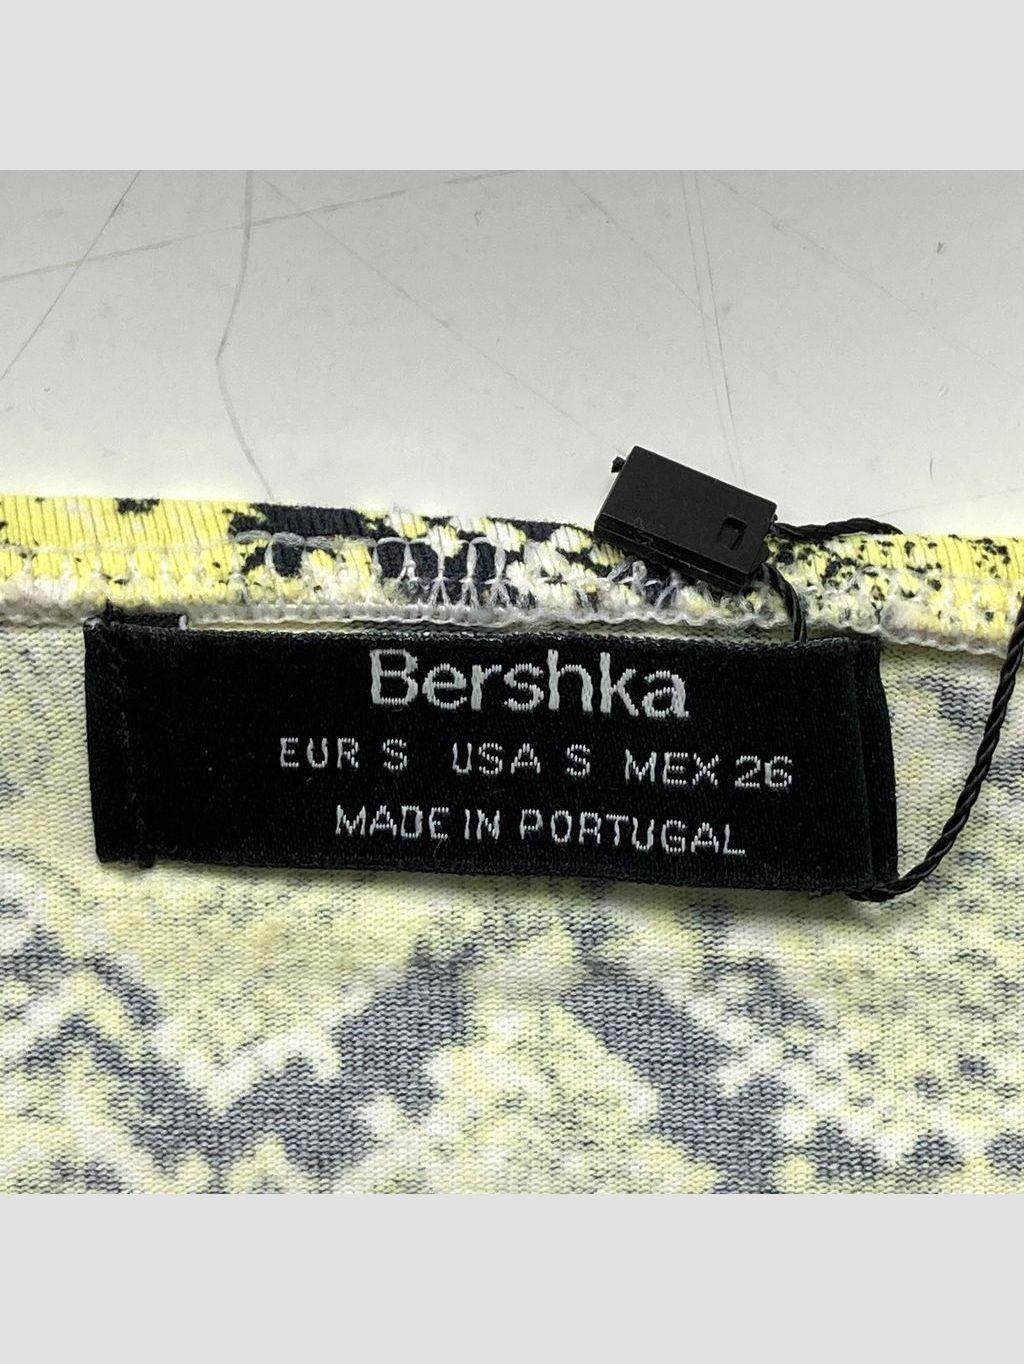 Bershka
EUR S USA S MEX 26
MADE IN PORTUGAL